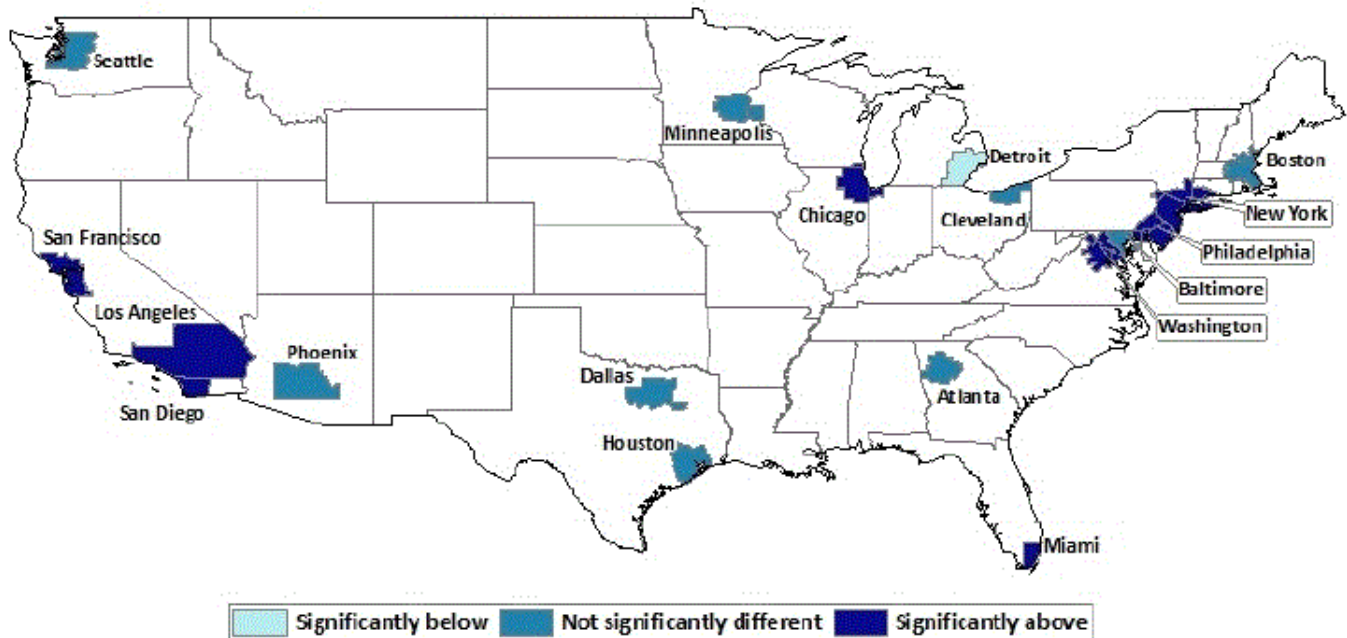 Seattle
Minneapolis
Detroit
Boston
Chicago
Cleveland
New York
San Francisco
Philadelphia
Baltimore
Los Angeles
Washington
Phoenix
Dallas
Atlanta
San Diego
Houston
Miami
Significantly below Not significantly different Significantly above